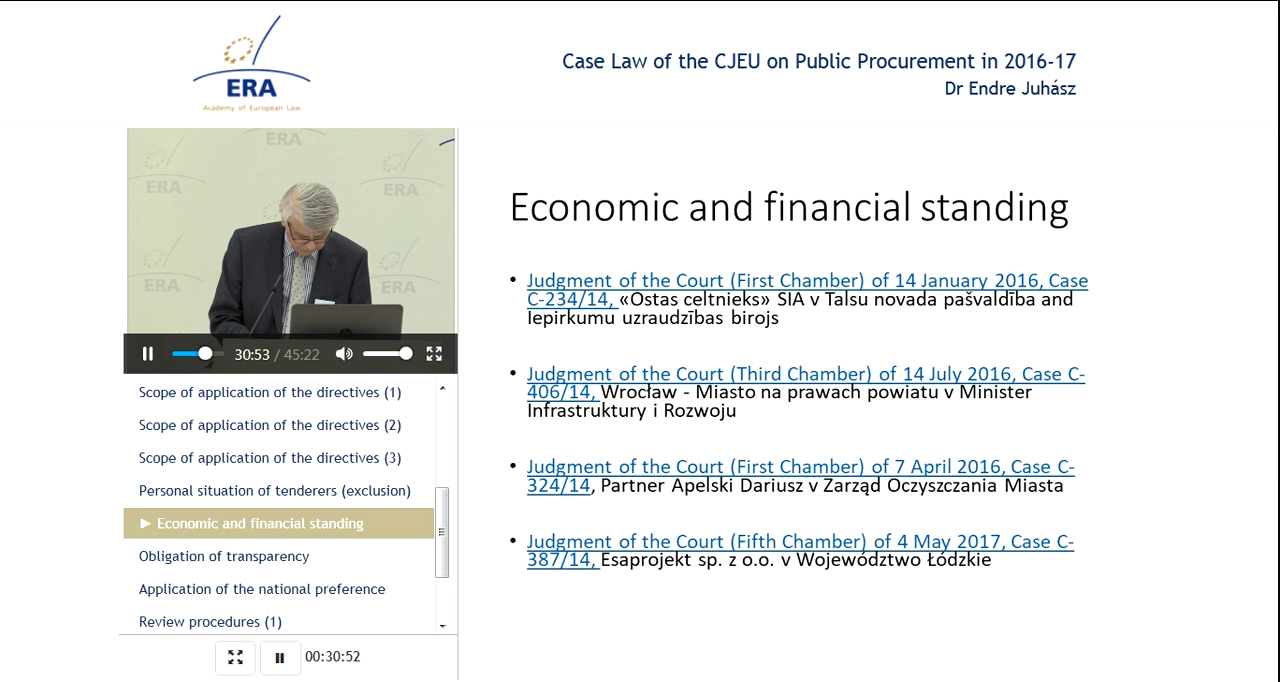 ERA
Academy of European Law
Case Law of the CJEU on Public Procurement in 2016-17
Dr Endre Juhász
ERA
ERA
ERA
ERA
ERA
30:53 / 45:22
Scope of application of the directives (1)
Scope of application of the directives (2)
Scope of application of the directives (3)
Personal situation of tenderers (exclusion)
► Economic and financial standing
Obligation of transparency
Application of the national preference
Review procedures (1)
00:30:52
Economic and financial standing
• Judgment of the Court (First Chamber) of 14 January 2016, Case
C-234/14, «Ostas celtnieks» SIA v Talsu novada pašvaldība and
Iepirkumu uzraudzības birojs
• Judgment of the Court (Third Chamber) of 14 July 2016, Case C-
406/14, Wrocław - Miasto na prawach powiatu v Minister
Infrastruktury i Rozwoju
• Judgment of the Court (First Chamber) of 7 April 2016, Case C-
324/14, Partner Apelski Dariusz v Zarząd Oczyszczania Miasta
• Judgment of the Court (Fifth Chamber) of 4 May 2017, Case C-
387/14, Esaprojekt sp. z o.o. v Województwo Łódzkie